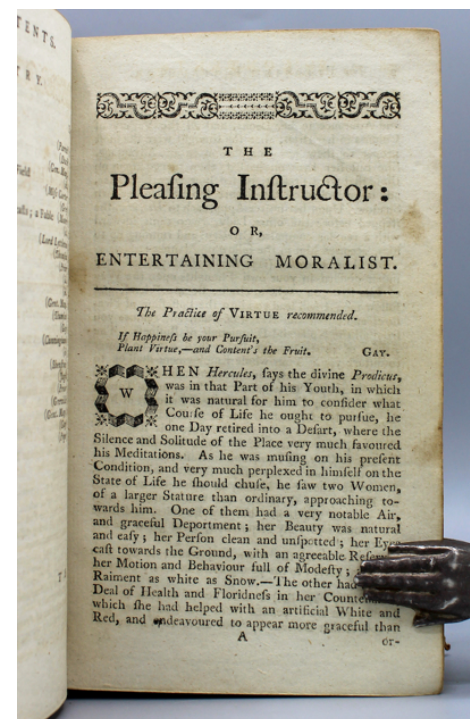 TENTS.
TRY.
THE
Pleaſing Inſtructor:
OR,
ENTERTAINING MORALIST.
The Practice of VIRTUE recommended.
If Happineſs be your Purſuit,
Plant Virtue,—and Content's the Fruit. GAY.
WHEN Hercules, ſays the divine Prodicus,
was in that Part of his Youth, in which
it was natural for him to conſider what
Courſe of Life he ought to purſue, he
one Day retired into a Deſart, where the
Silence and Solitude of the Place very much favoured
his Meditations. As he was muſing on his preſent
Condition, and very much perplexed in himſelf on the
State of Life he ſhould chuſe, he ſaw two Women,
of a larger Stature than ordinary, approaching to-
wards him. One of them had a very notable Air,
and graceful Deportment; her Beauty was natural
and eaſy; her Perſon clean and unſpotted; her Eyes
caſt towards the Ground, with an agreeable
her Motion and Behaviour full of Modeſty;
Raiment as white as Snow.—The other had
Deal of Health and Floridneſs in her
which ſhe had helped with an artificial White and
Red, and endeavoured to appear more graceful than
A or-